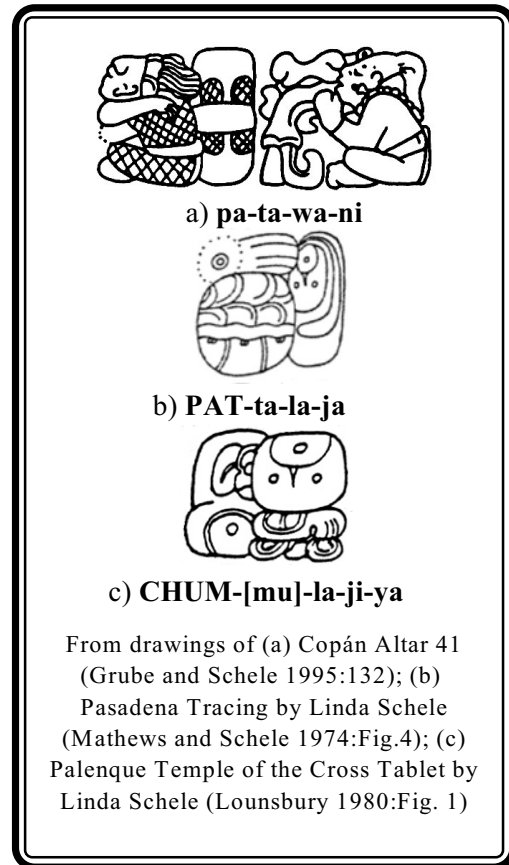 a) pa-ta-wa-ni
b) PAT-ta-la-ja
c) CHUM-[mu]-la-ji-ya
From drawings of (a) Copán Altar 41
(Grube and Schele 1995:132); (b)
Pasadena Tracing by Linda Schele
(Mathews and Schele 1974:Fig.4); (c)
Palenque Temple of the Cross Tablet by
Linda Schele (Lounsbury 1980:Fig. 1)